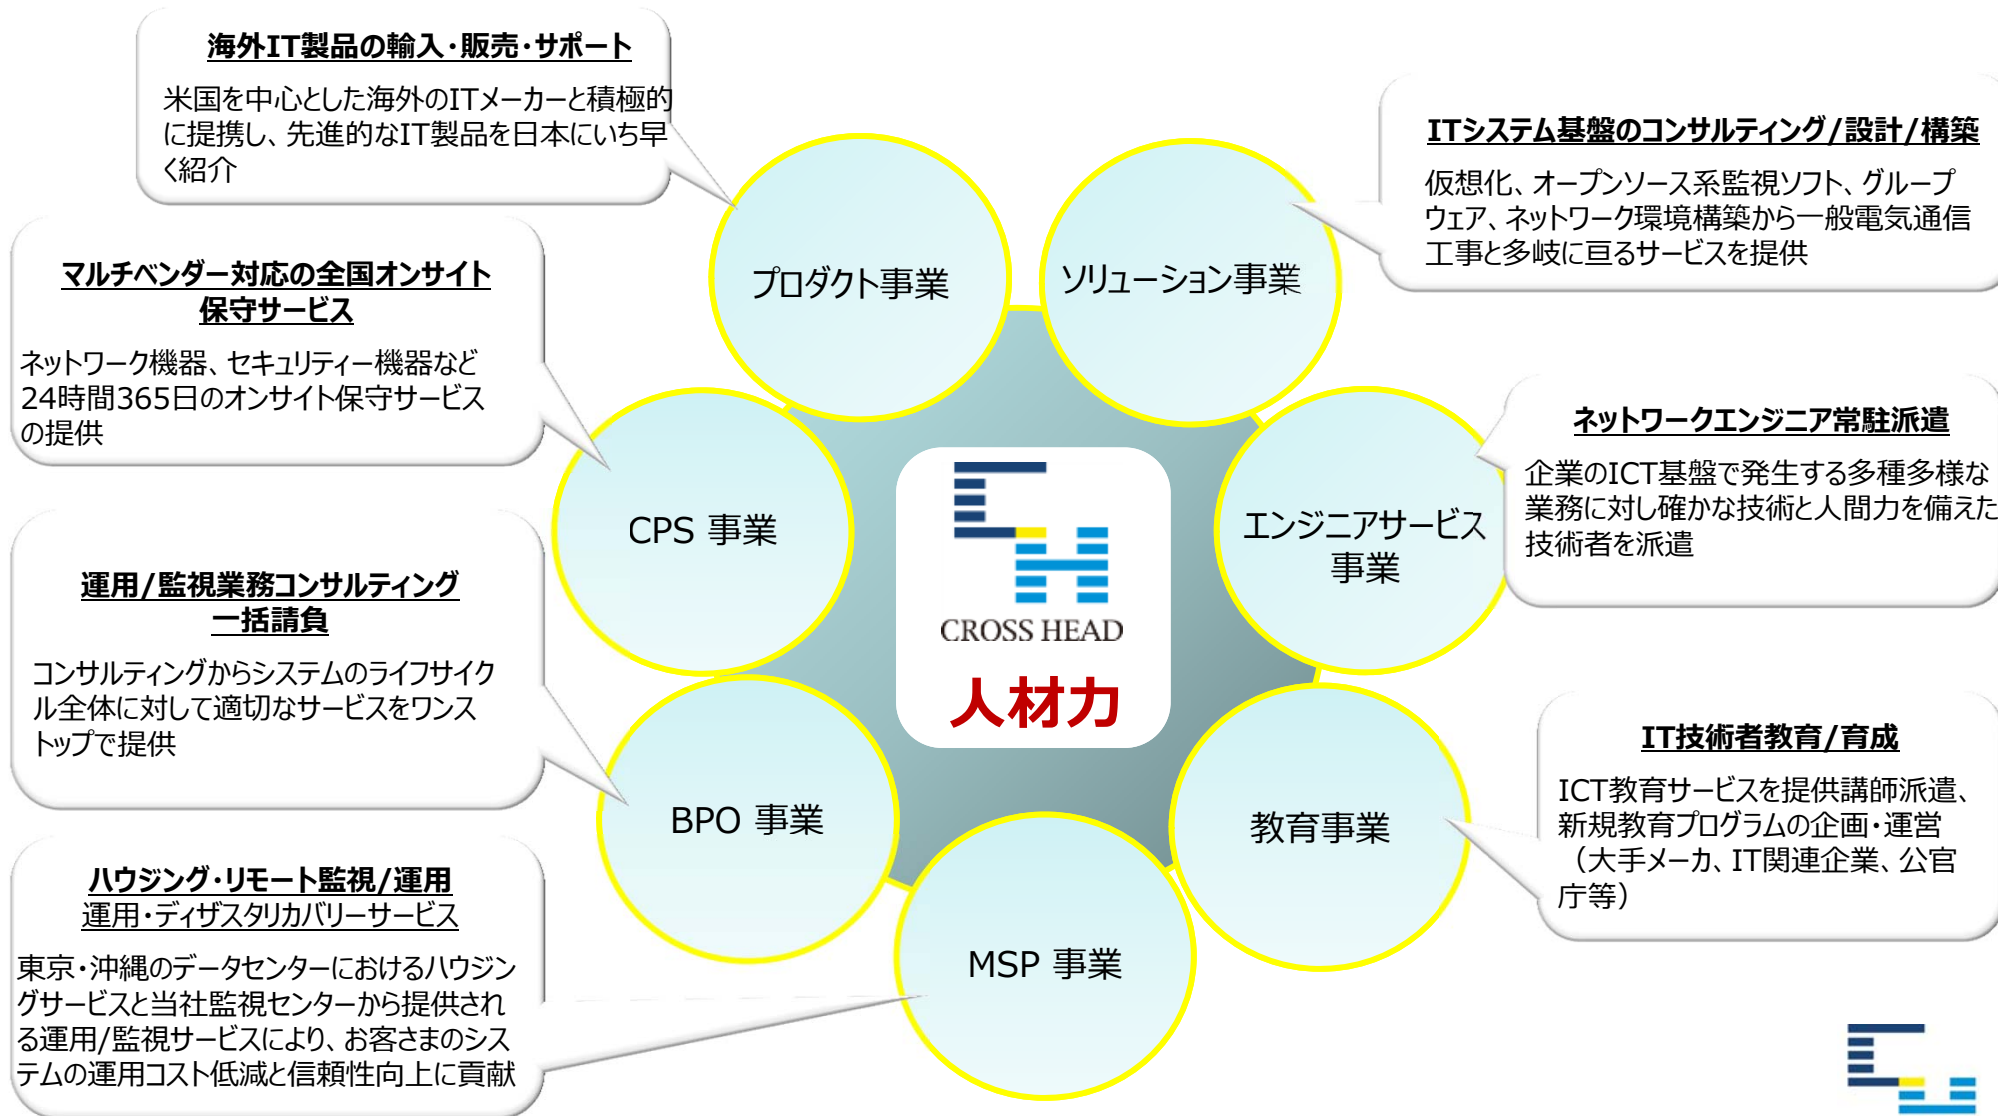 海外IT製品の輸入・販売・サポート
米国を中心とした海外のITメーカーと積極的
に提携し、先進的なIT製品を日本にいち早
く紹介
ITシステム基盤のコンサルティング/設計/構築
仮想化、オープンソース系監視ソフト、グループ
ウェア、ネットワーク環境構築から一般電気通信
工事と多岐に亘るサービスを提供
マルチベンダー対応の全国オンサイト
保守サービス
ネットワーク機器、セキュリティー機器など
24時間365日のオンサイト保守サービス
の提供
プロダクト事業
ソリューション事業
ネットワークエンジニア常駐派遣
企業のICT基盤で発生する多種多様な
業務に対し確かな技術と人間力を備えた
技術者を派遣
CPS 事業
エンジニアサービス
事業
CROSS HEAD
人材力
運用/監視業務コンサルティング
一括請負
コンサルティングからシステムのライフサイク
ル全体に対して適切なサービスをワンス
トップで提供
BPO 事業
教育事業
IT技術者教育/育成
ICT教育サービスを提供講師派遣、
新規教育プログラムの企画・運営
（大手メーカ、IT関連企業、公官
庁等）
ハウジング・リモート監視/運用
運用・ディザスタリカバリーサービス
東京・沖縄のデータセンターにおけるハウジン
グサービスと当社監視センターから提供され
る運用/監視サービスにより、お客さまのシス
テムの運用コスト低減と信頼性向上に貢献
MSP 事業